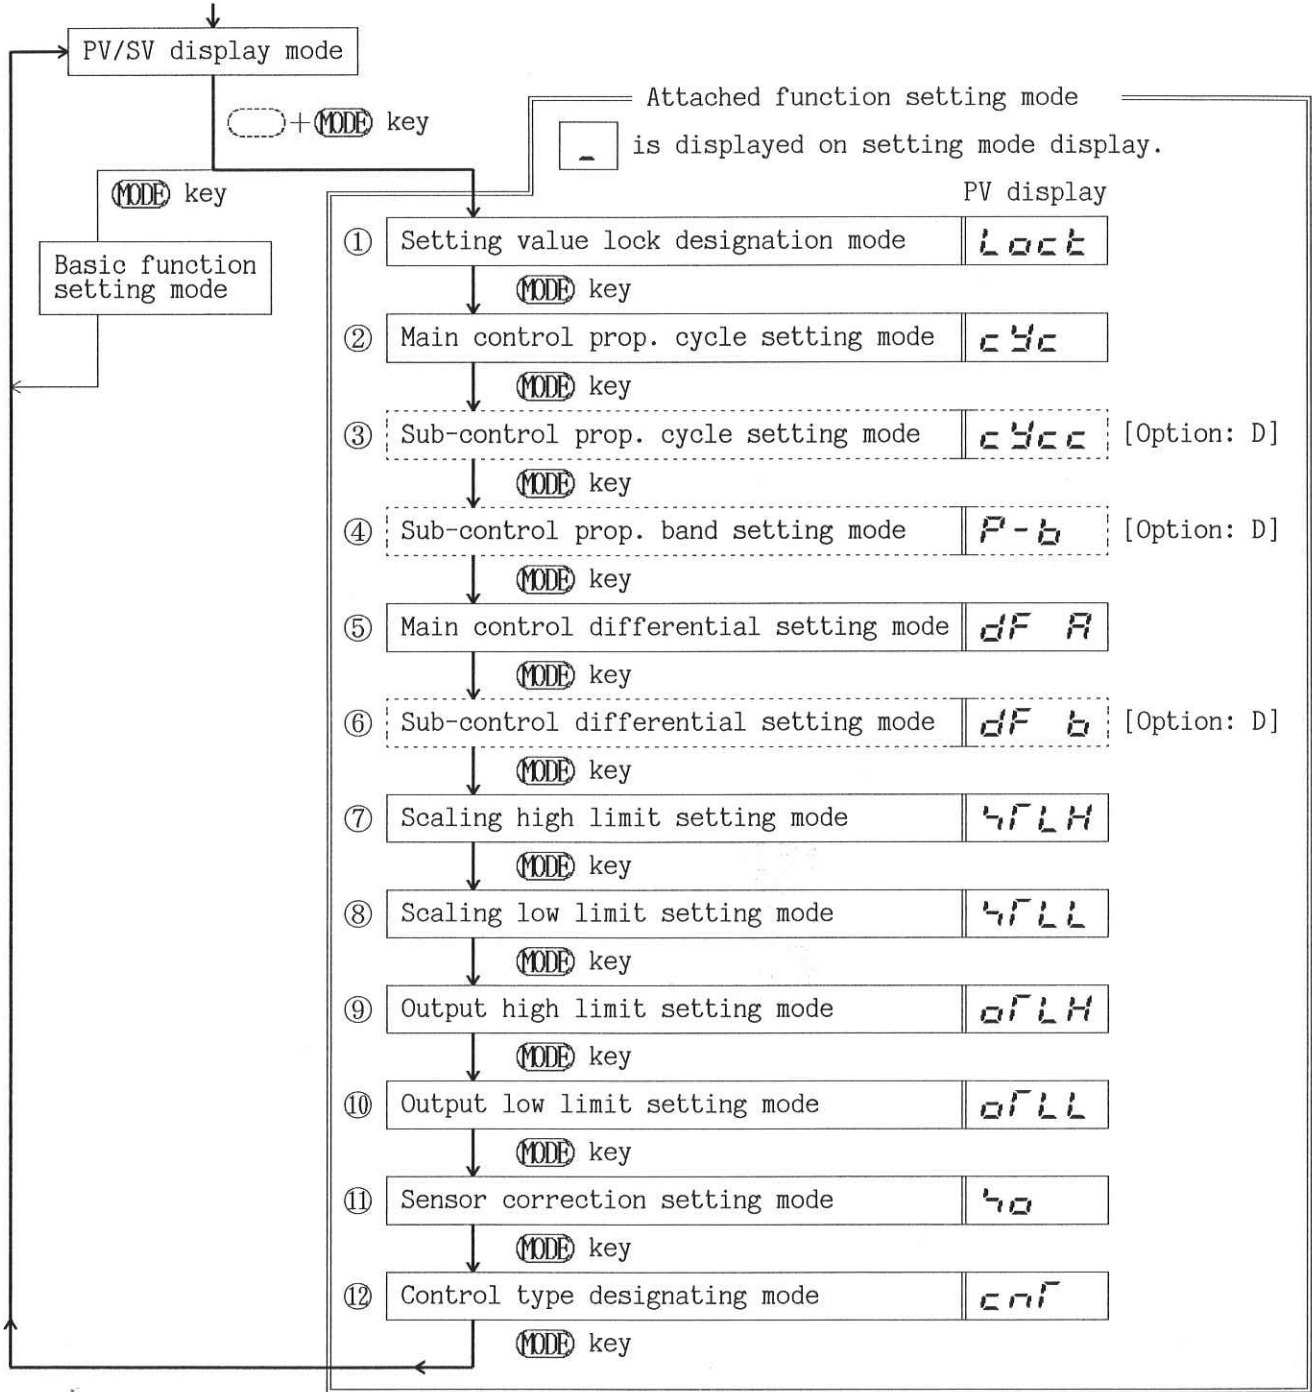 PV/SV display mode
+ MODE key
MODE key
Basic function
setting mode
Attached function setting mode
_ is displayed on setting mode display.
PV display
① Setting value lock designation mode Lock
MODE key
② Main control prop. cycle setting mode cYc
MODE key
③ Sub-control prop. cycle setting mode cYcc [Option: D]
MODE key
④ Sub-control prop. band setting mode P-b [Option: D]
MODE key
⑤ Main control differential setting mode dF A
MODE key
⑥ Sub-control differential setting mode dF b [Option: D]
MODE key
⑦ Scaling high limit setting mode
MODE key
⑧ Scaling low limit setting mode
MODE key
⑨ Output high limit setting mode
MODE key
⑩ Output low limit setting mode
MODE key
⑪ Sensor correction setting mode
MODE key
⑫ Control type designating mode
MODE key